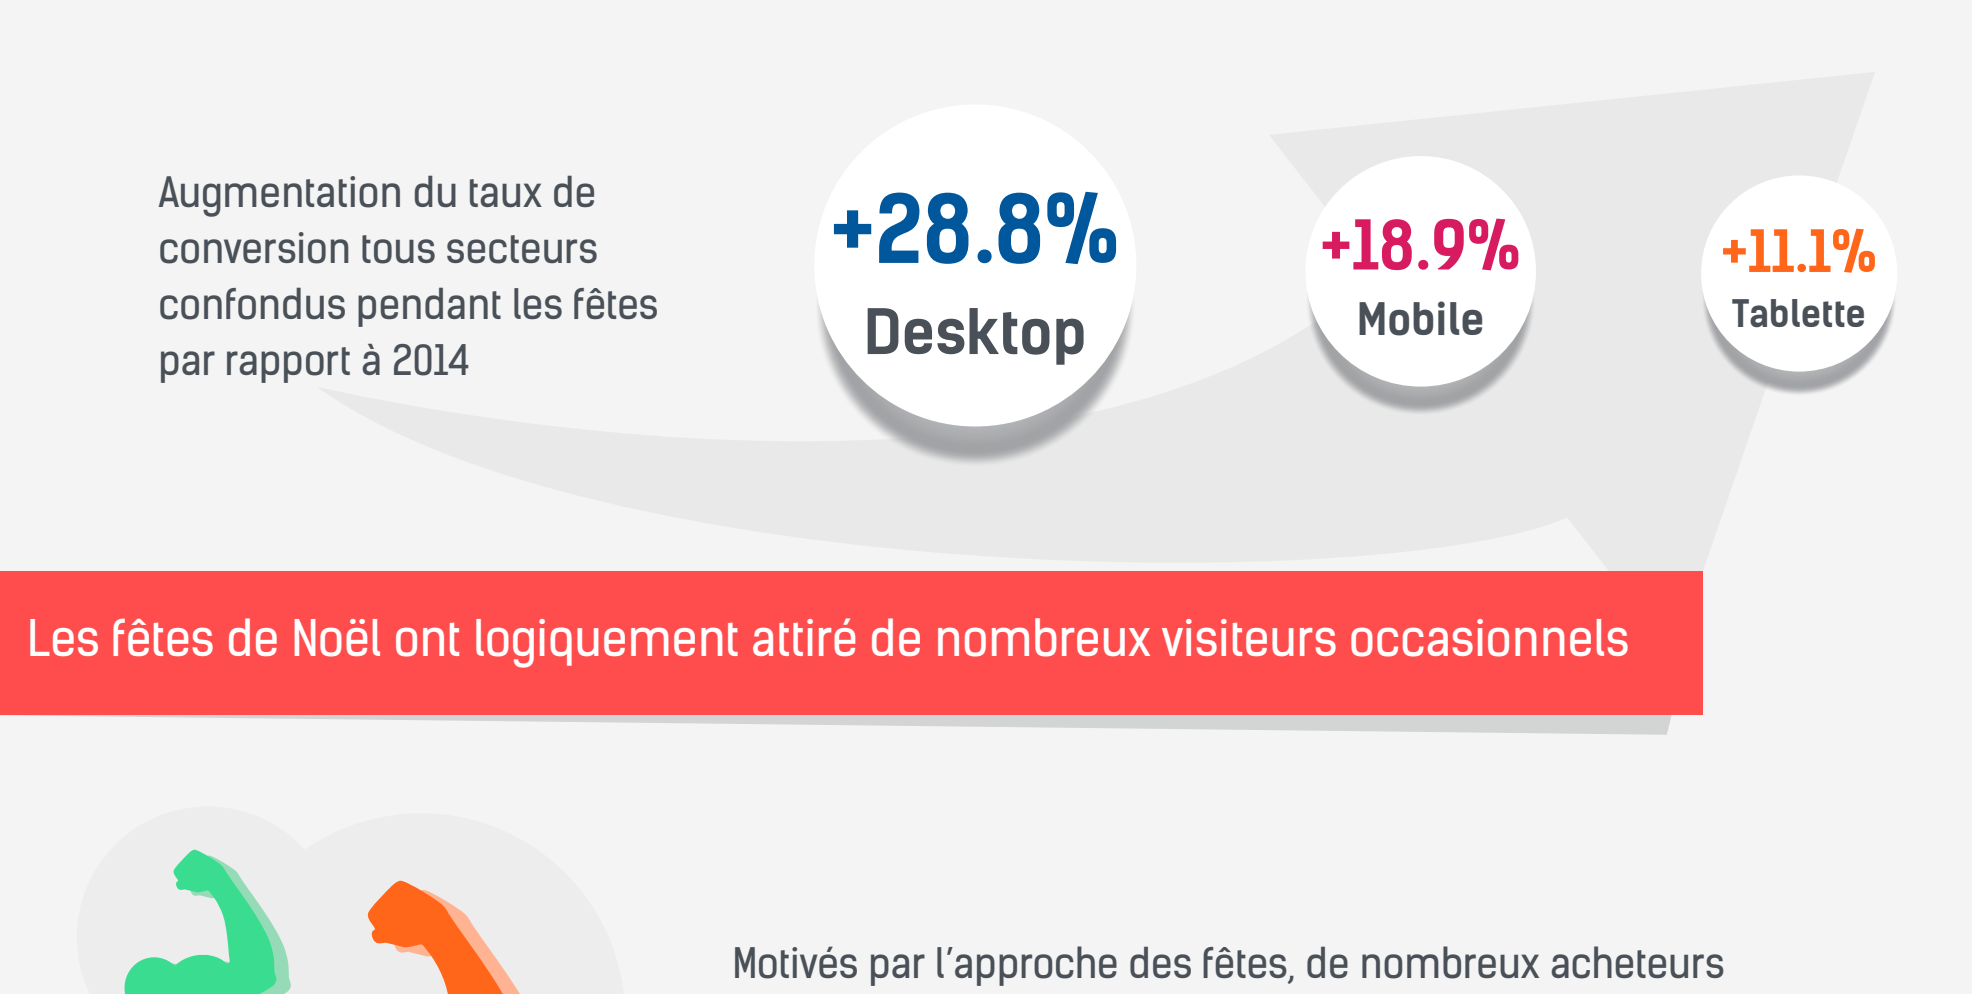 Augmentation du taux de
conversion tous secteurs
confondus pendant les fêtes
par rapport à 2014
+28.8%
Desktop
+18.9%
Mobile
+11.1%
Tablette
Les fêtes de Noël ont logiquement attiré de nombreux visiteurs occasionnels
Motivés par l’approche des fêtes, de nombreux acheteurs